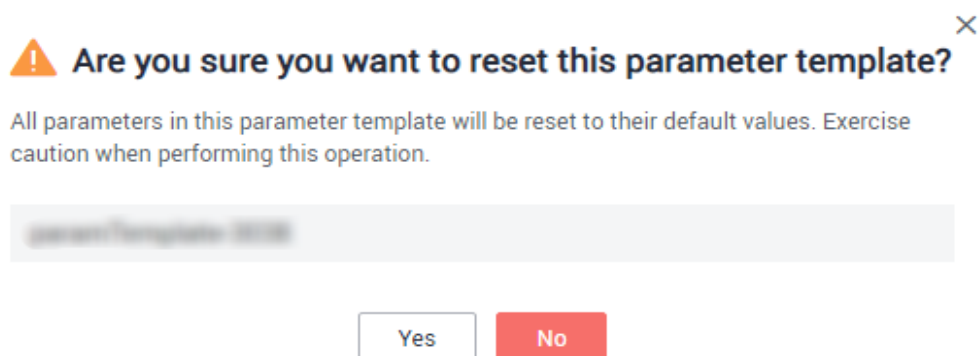 Are you sure you want to reset this parameter template?
All parameters in this parameter template will be reset to their default values. Exercise
caution when performing this operation.
Yes No